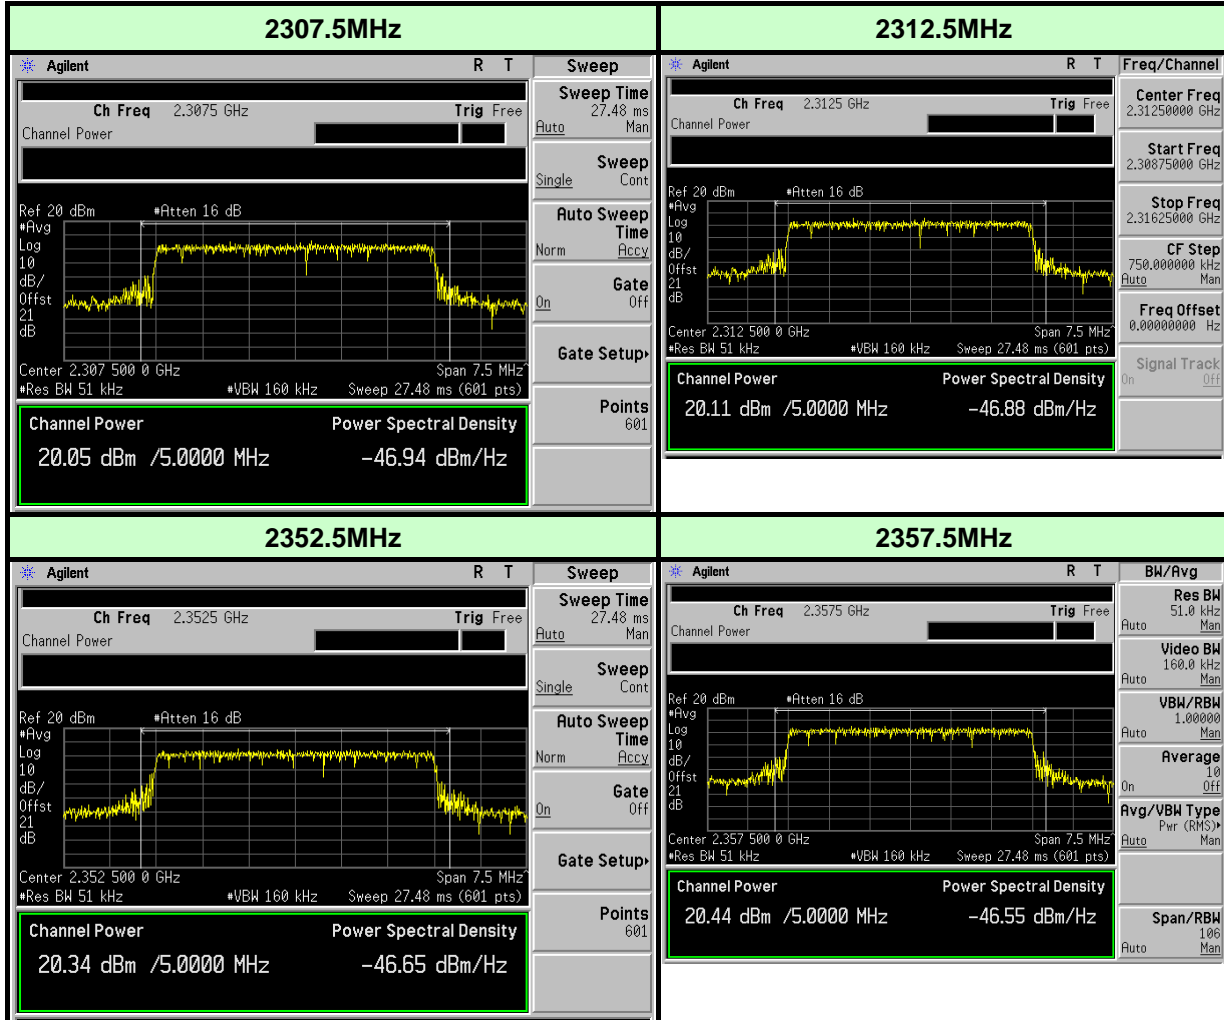 2307.5MHz
Agilent R T
Ch Freq 2.3075 GHz Trig Free
Channel Power
Ref 20 dBm #Atten 16 dB
#Avg
Log
10
dB/
Offst
21
dB
Center 2.307 500 0 GHz Span 7.5 MHz^
#Res BW 51 kHz #VBW 160 kHz Sweep 27.48 ms (601 pts)
Channel Power Power Spectral Density
20.05 dBm /5.0000 MHz -46.94 dBm/Hz
Sweep
Sweep Time
27.48 ms
Auto Man
Sweep
Single Cont
Auto Sweep
Time
Norm Accy
Gate
On Off
Gate Setup▸
Points
601
2312.5MHz
Agilent R T
Ch Freq 2.3125 GHz Trig Free
Channel Power
Ref 20 dBm #Atten 16 dB
#Avg
Log
10
dB/
Offst
21
dB
Center 2.312 500 0 GHz Span 7.5 MHz^
#Res BW 51 kHz #VBW 160 kHz Sweep 27.48 ms (601 pts)
Channel Power Power Spectral Density
20.11 dBm /5.0000 MHz -46.88 dBm/Hz
Freq/Channel
Center Freq
2.31250000 GHz
Start Freq
2.30875000 GHz
Stop Freq
2.31625000 GHz
CF Step
750.000000 kHz
Auto Man
Freq Offset
0.00000000 Hz
Signal Track
On Off
2352.5MHz
Agilent R T
Ch Freq 2.3525 GHz Trig Free
Channel Power
Ref 20 dBm #Atten 16 dB
#Avg
Log
10
dB/
Offst
21
dB
Center 2.352 500 0 GHz Span 7.5 MHz^
#Res BW 51 kHz #VBW 160 kHz Sweep 27.48 ms (601 pts)
Channel Power Power Spectral Density
20.34 dBm /5.0000 MHz -46.65 dBm/Hz
Sweep
Sweep Time
27.48 ms
Auto Man
Sweep
Single Cont
Auto Sweep
Time
Norm Accy
Gate
On Off
Gate Setup▸
Points
601
2357.5MHz
Agilent R T
Ch Freq 2.3575 GHz Trig Free
Channel Power
Ref 20 dBm #Atten 16 dB
#Avg
Log
10
dB/
Offst
21
dB
Center 2.357 500 0 GHz Span 7.5 MHz^
#Res BW 51 kHz #VBW 160 kHz Sweep 27.48 ms (601 pts)
Channel Power Power Spectral Density
20.44 dBm /5.0000 MHz -46.55 dBm/Hz
BW/Avg
Res BW
51.0 kHz
Auto Man
Video BW
160.0 kHz
Auto Man
VBW/RBW
1.00000
Auto Man
Average
10
On Off
Avg/VBW Type
Pwr (RMS)▸
Auto Man
Span/RBW
106
Auto Man